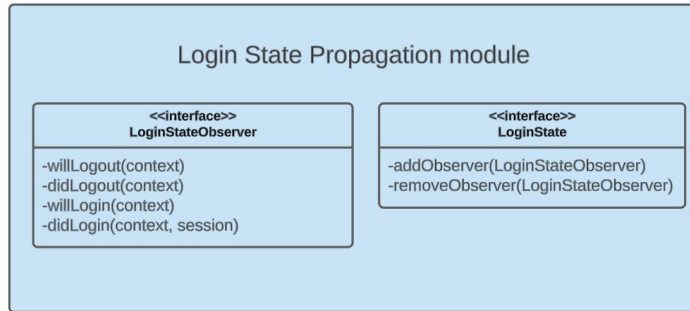 Login State Propagation module
<<interface>>
LoginStateObserver
-willLogout(context)
-didLogout(context)
-willLogin(context)
-didLogin(context, session)
<<interface>>
LoginState
-addObserver(LoginStateObserver)
-removeObserver(LoginStateObserver)